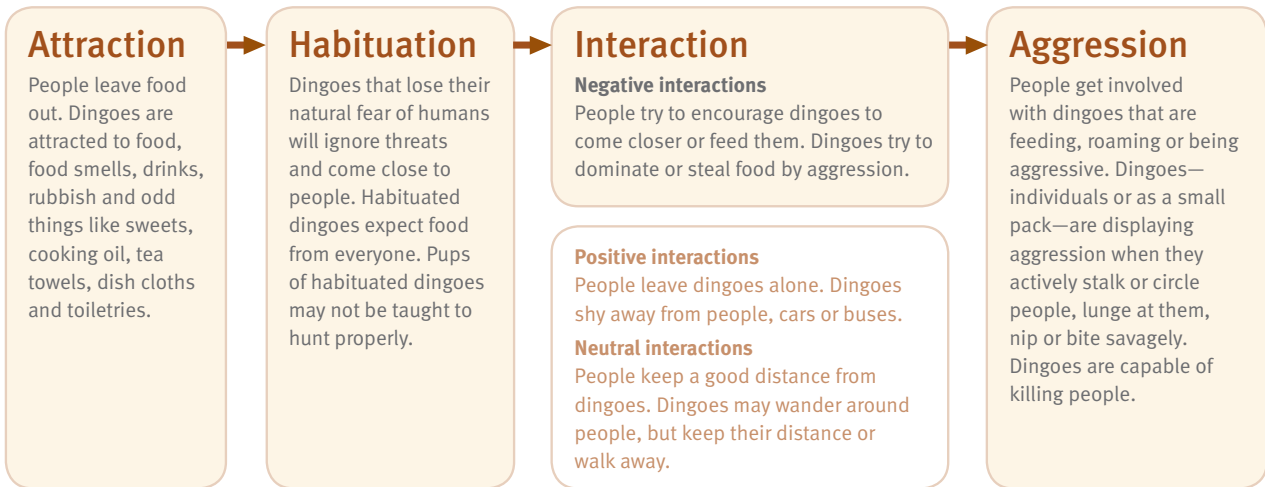 Attraction
People leave food
out. Dingoes are
attracted to food,
food smells, drinks,
rubbish and odd
things like sweets,
cooking oil, tea
towels, dish cloths
and toiletries.
Habituation
Dingoes that lose their
natural fear of humans
will ignore threats
and come close to
people. Habituated
dingoes expect food
from everyone. Pups
of habituated dingoes
may not be taught to
hunt properly.
Interaction
Negative interactions
People try to encourage dingoes to
come closer or feed them. Dingoes try to
dominate or steal food by aggression.
Positive interactions
People leave dingoes alone. Dingoes
shy away from people, cars or buses.
Neutral interactions
People keep a good distance from
dingoes. Dingoes may wander around
people, but keep their distance or
walk away.
Aggression
People get involved
with dingoes that are
feeding, roaming or being
aggressive. Dingoes—
individuals or as a small
pack—are displaying
aggression when they
actively stalk or circle
people, lunge at them,
nip or bite savagely.
Dingoes are capable of
killing people.